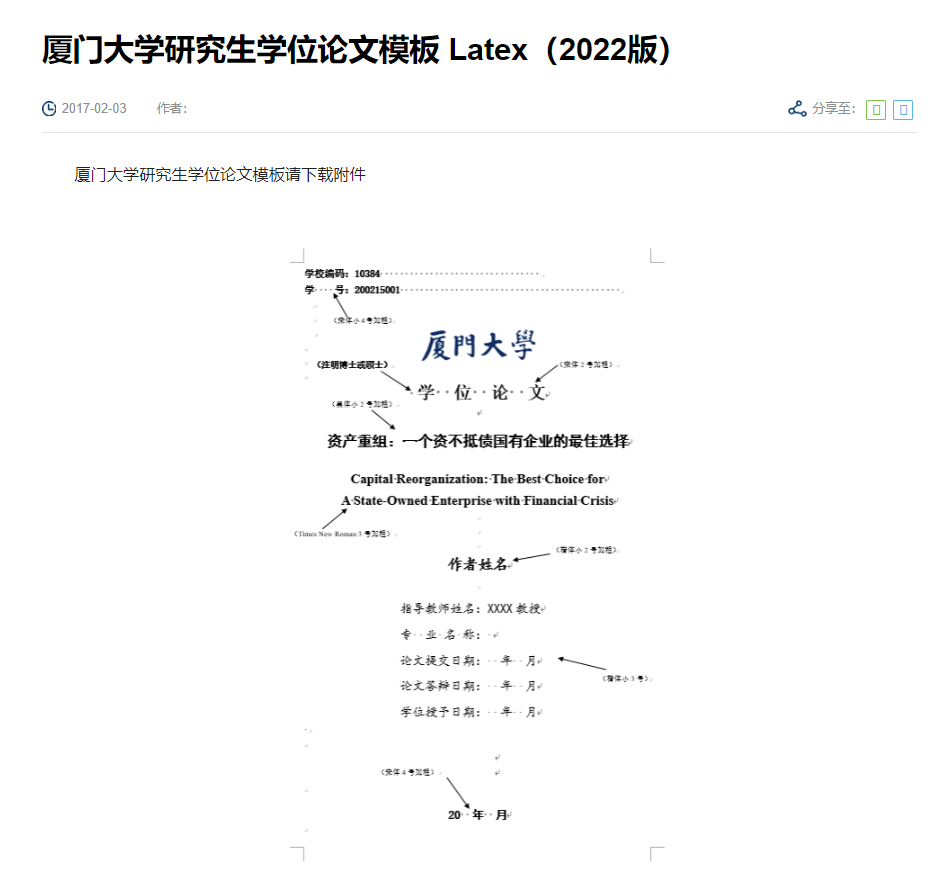 厦门大学研究生学位论文模板 Latex（2022版）
2017-02-03 作者： 分享至：
厦门大学研究生学位论文模板请下载附件
学校编码：10384
学 号：200215001
（宋体小4号加粗）
厦門大學
（注明博士或硕士）
（宋体2号加粗）
学 位 论 文
（黑体小2号加粗）
资产重组：一个资不抵债国有企业的最佳选择
Capital Reorganization: The Best Choice for
A State-Owned Enterprise with Financial Crisis
（Times New Roman 3号加粗）
（楷体小2号加粗）
作者姓名
指导教师姓名：XXXX 教授
专 业 名 称：
论文提交日期： 年 月
（楷体小3号）
论文答辩日期： 年 月
学位授予日期： 年 月
（宋体4号加粗）
20 年 月